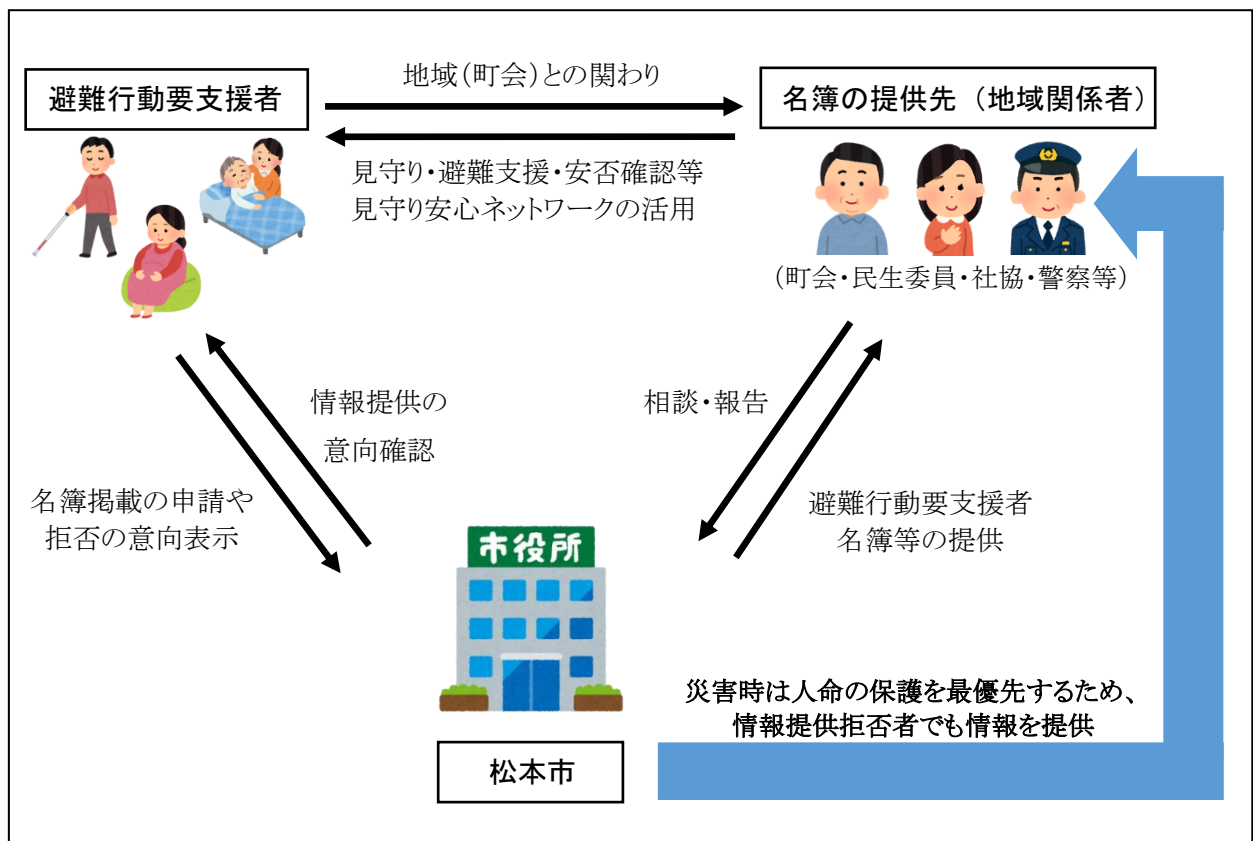 地域(町会)との関わり
避難行動要支援者
名簿の提供先（地域関係者）
見守り・避難支援・安否確認等
見守り安心ネットワークの活用
（町会・民生委員・社協・警察等）
情報提供の
意向確認
相談・報告
名簿掲載の申請や
拒否の意向表示
避難行動要支援者
名簿等の提供
市役所
災害時は人命の保護を最優先するため、
情報提供拒否者でも情報を提供
松本市